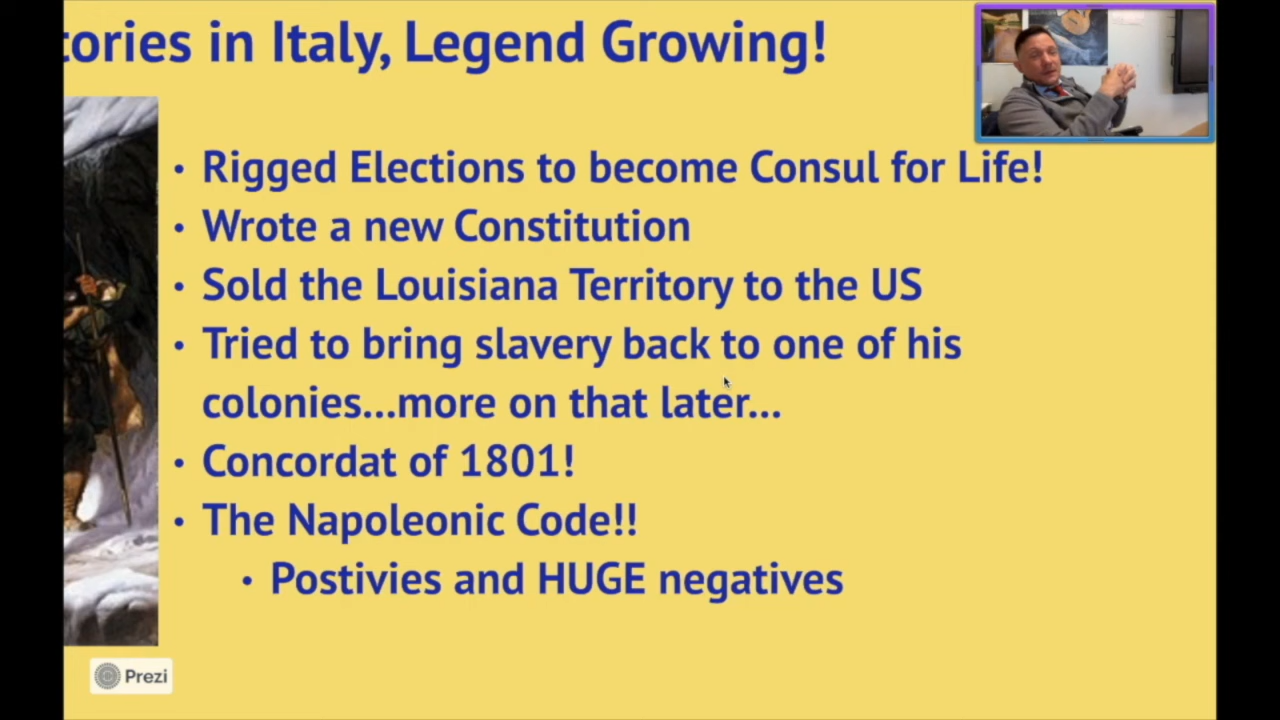 tories in Italy, Legend Growing!
• Rigged Elections to become Consul for Life!
• Wrote a new Constitution
• Sold the Louisiana Territory to the US
• Tried to bring slavery back to one of his
colonies...more on that later...
• Concordat of 1801!
• The Napoleonic Code!!
• Postivies and HUGE negatives
Prezi